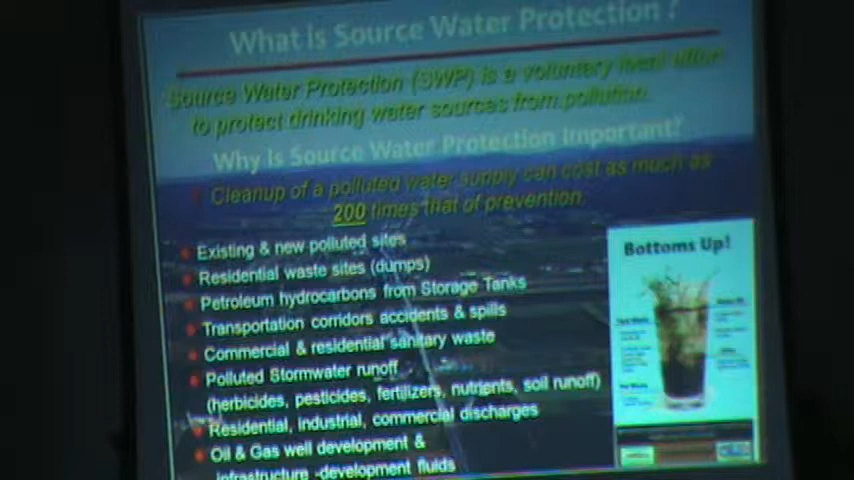 What is Source Water Protection?
Source Water Protection (SWP) is a voluntary local effort
to protect drinking water sources from pollution.
Why is Source Water Protection Important?
Cleanup of a polluted water supply can cost as much as
200 times that of prevention.
Existing & new polluted sites
Residential waste sites (dumps)
Petroleum hydrocarbons from Storage Tanks
Transportation corridors accidents & spills
Commercial & residential sanitary waste
Polluted Stormwater runoff
(herbicides, pesticides, fertilizers, nutrients, soil runoff)
Residential, industrial, commercial discharges
Oil & Gas well development &
infrastructure -development fluids
Bottoms Up!